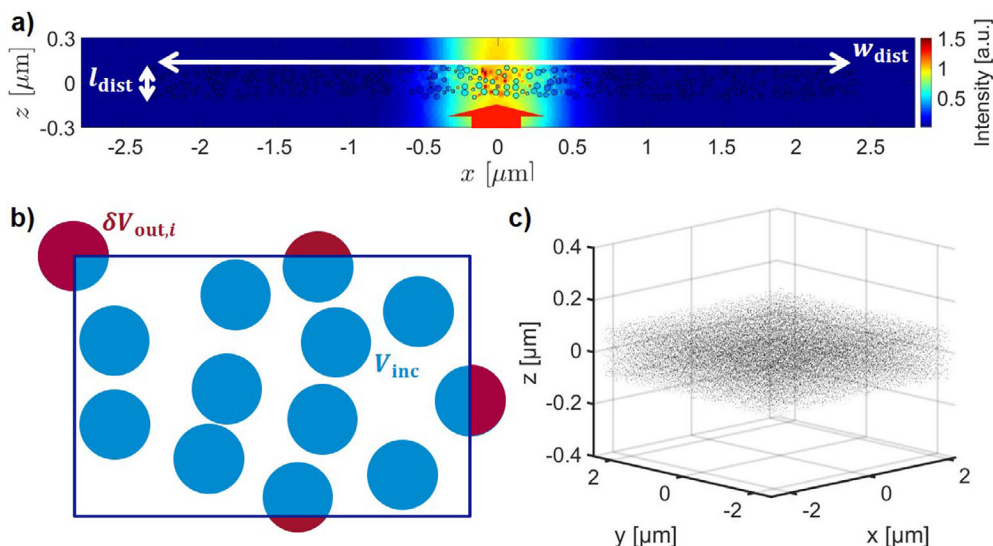 a)
0.3
0
-0.3
z [μm]
l_dist
w_dist
-2.5 -2 -1.5 -1 -0.5 0 0.5 1 1.5 2 2.5
x [μm]
1.5
1
0.5
Intensity [a.u.]
b)
δV_out,i
V_inc
c)
0.4
0.2
0
-0.2
-0.4
z [μm]
2 0 -2
y [μm]
-2 0 2
x [μm]